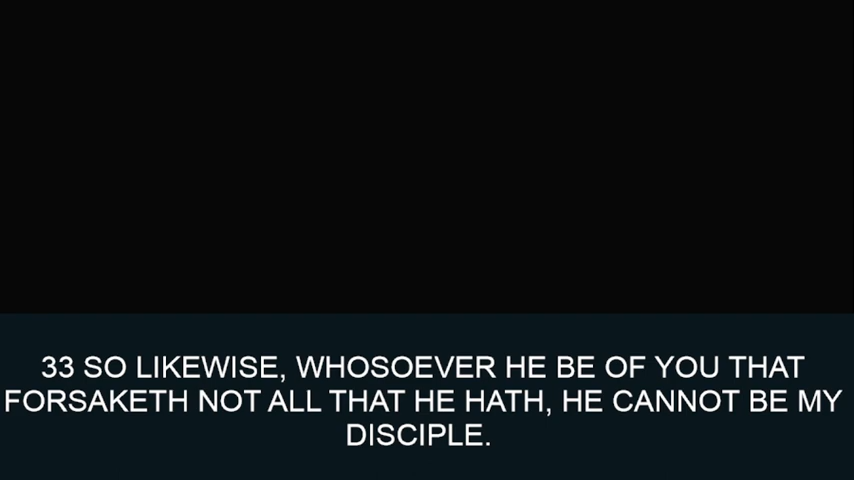 33 SO LIKEWISE, WHOSOEVER HE BE OF YOU THAT
FORSAKETH NOT ALL THAT HE HATH, HE CANNOT BE MY
DISCIPLE.